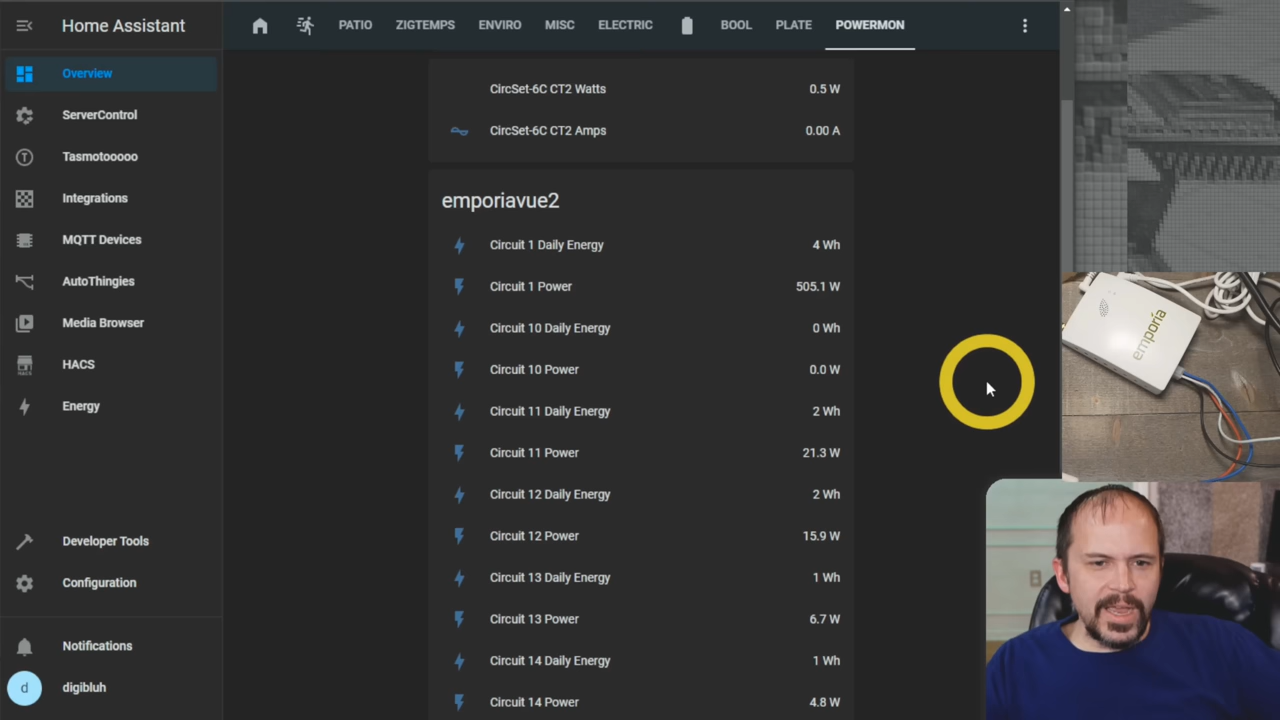 Home Assistant
PATIO
ZIGTEMPS
ENVIRO
MISC
ELECTRIC
BOOL
PLATE
POWERMON
Overview
ServerControl
Tasmotooooo
Integrations
MQTT Devices
AutoThingies
Media Browser
HACS
Energy
Developer Tools
Configuration
Notifications
d
digibluh
CircSet-6C CT2 Watts 0.5 W
CircSet-6C CT2 Amps 0.00 A
emporiavue2
Circuit 1 Daily Energy 4 Wh
Circuit 1 Power 505.1 W
Circuit 10 Daily Energy 0 Wh
Circuit 10 Power 0.0 W
Circuit 11 Daily Energy 2 Wh
Circuit 11 Power 21.3 W
Circuit 12 Daily Energy 2 Wh
Circuit 12 Power 15.9 W
Circuit 13 Daily Energy 1 Wh
Circuit 13 Power 6.7 W
Circuit 14 Daily Energy 1 Wh
Circuit 14 Power 4.8 W
emporia